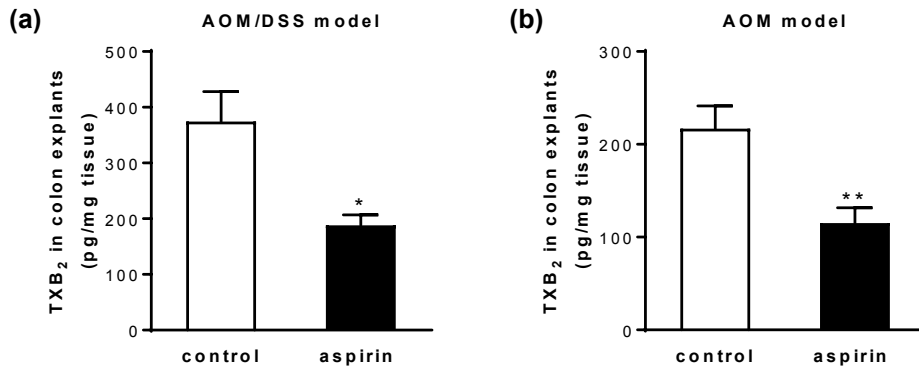 (a)
AOM/DSS model
TXB2 in colon explants
(pg/mg tissue)
500
400
300
200
100
0
*
control
aspirin
(b)
AOM model
TXB2 in colon explants
(pg/mg tissue)
300
200
100
0
**
control
aspirin